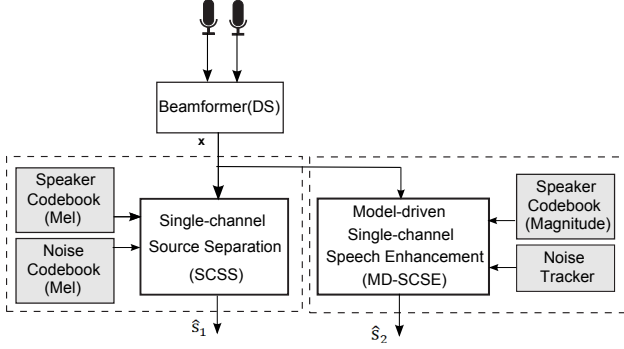 Beamformer(DS)
x
Speaker
Codebook
(Mel)
Noise
Codebook
(Mel)
Single-channel
Source Separation
(SCSS)
Model-driven
Single-channel
Speech Enhancement
(MD-SCSE)
Speaker
Codebook
(Magnitude)
Noise
Tracker
ŝ₁
ŝ₂